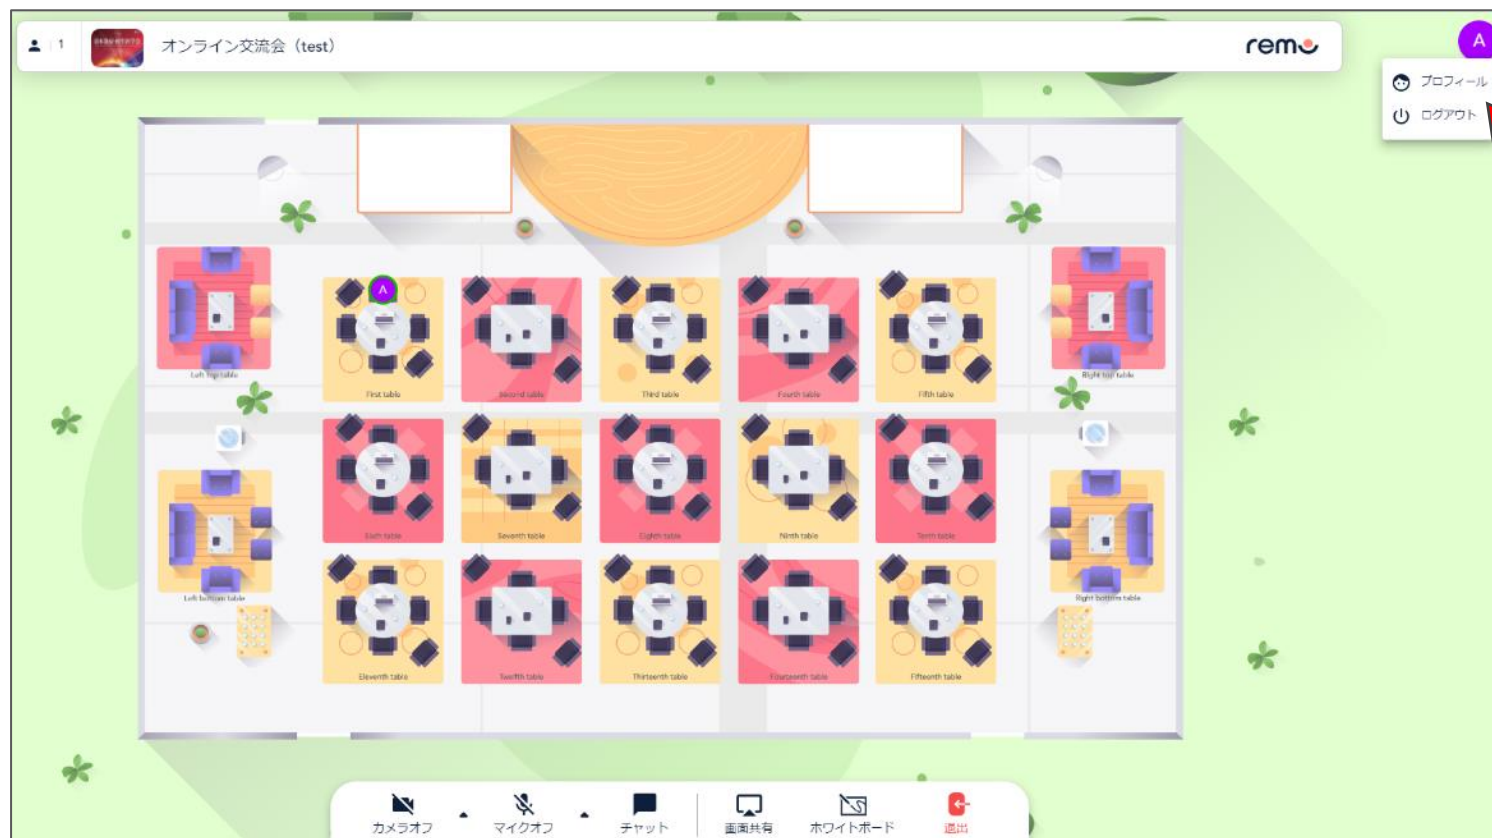 1
オンライン交流会（test）
remo
A
プロフィール
ログアウト
A
Left top table
First table
Second table
Third table
Fourth table
Fifth table
Right top table
Sixth table
Seventh table
Eighth table
Ninth table
Tenth table
Left bottom table
Right bottom table
Eleventh table
Twelfth table
Thirteenth table
Fourteenth table
Fifteenth table
カメラオフ
マイクオフ
チャット
画面共有
ホワイトボード
退出